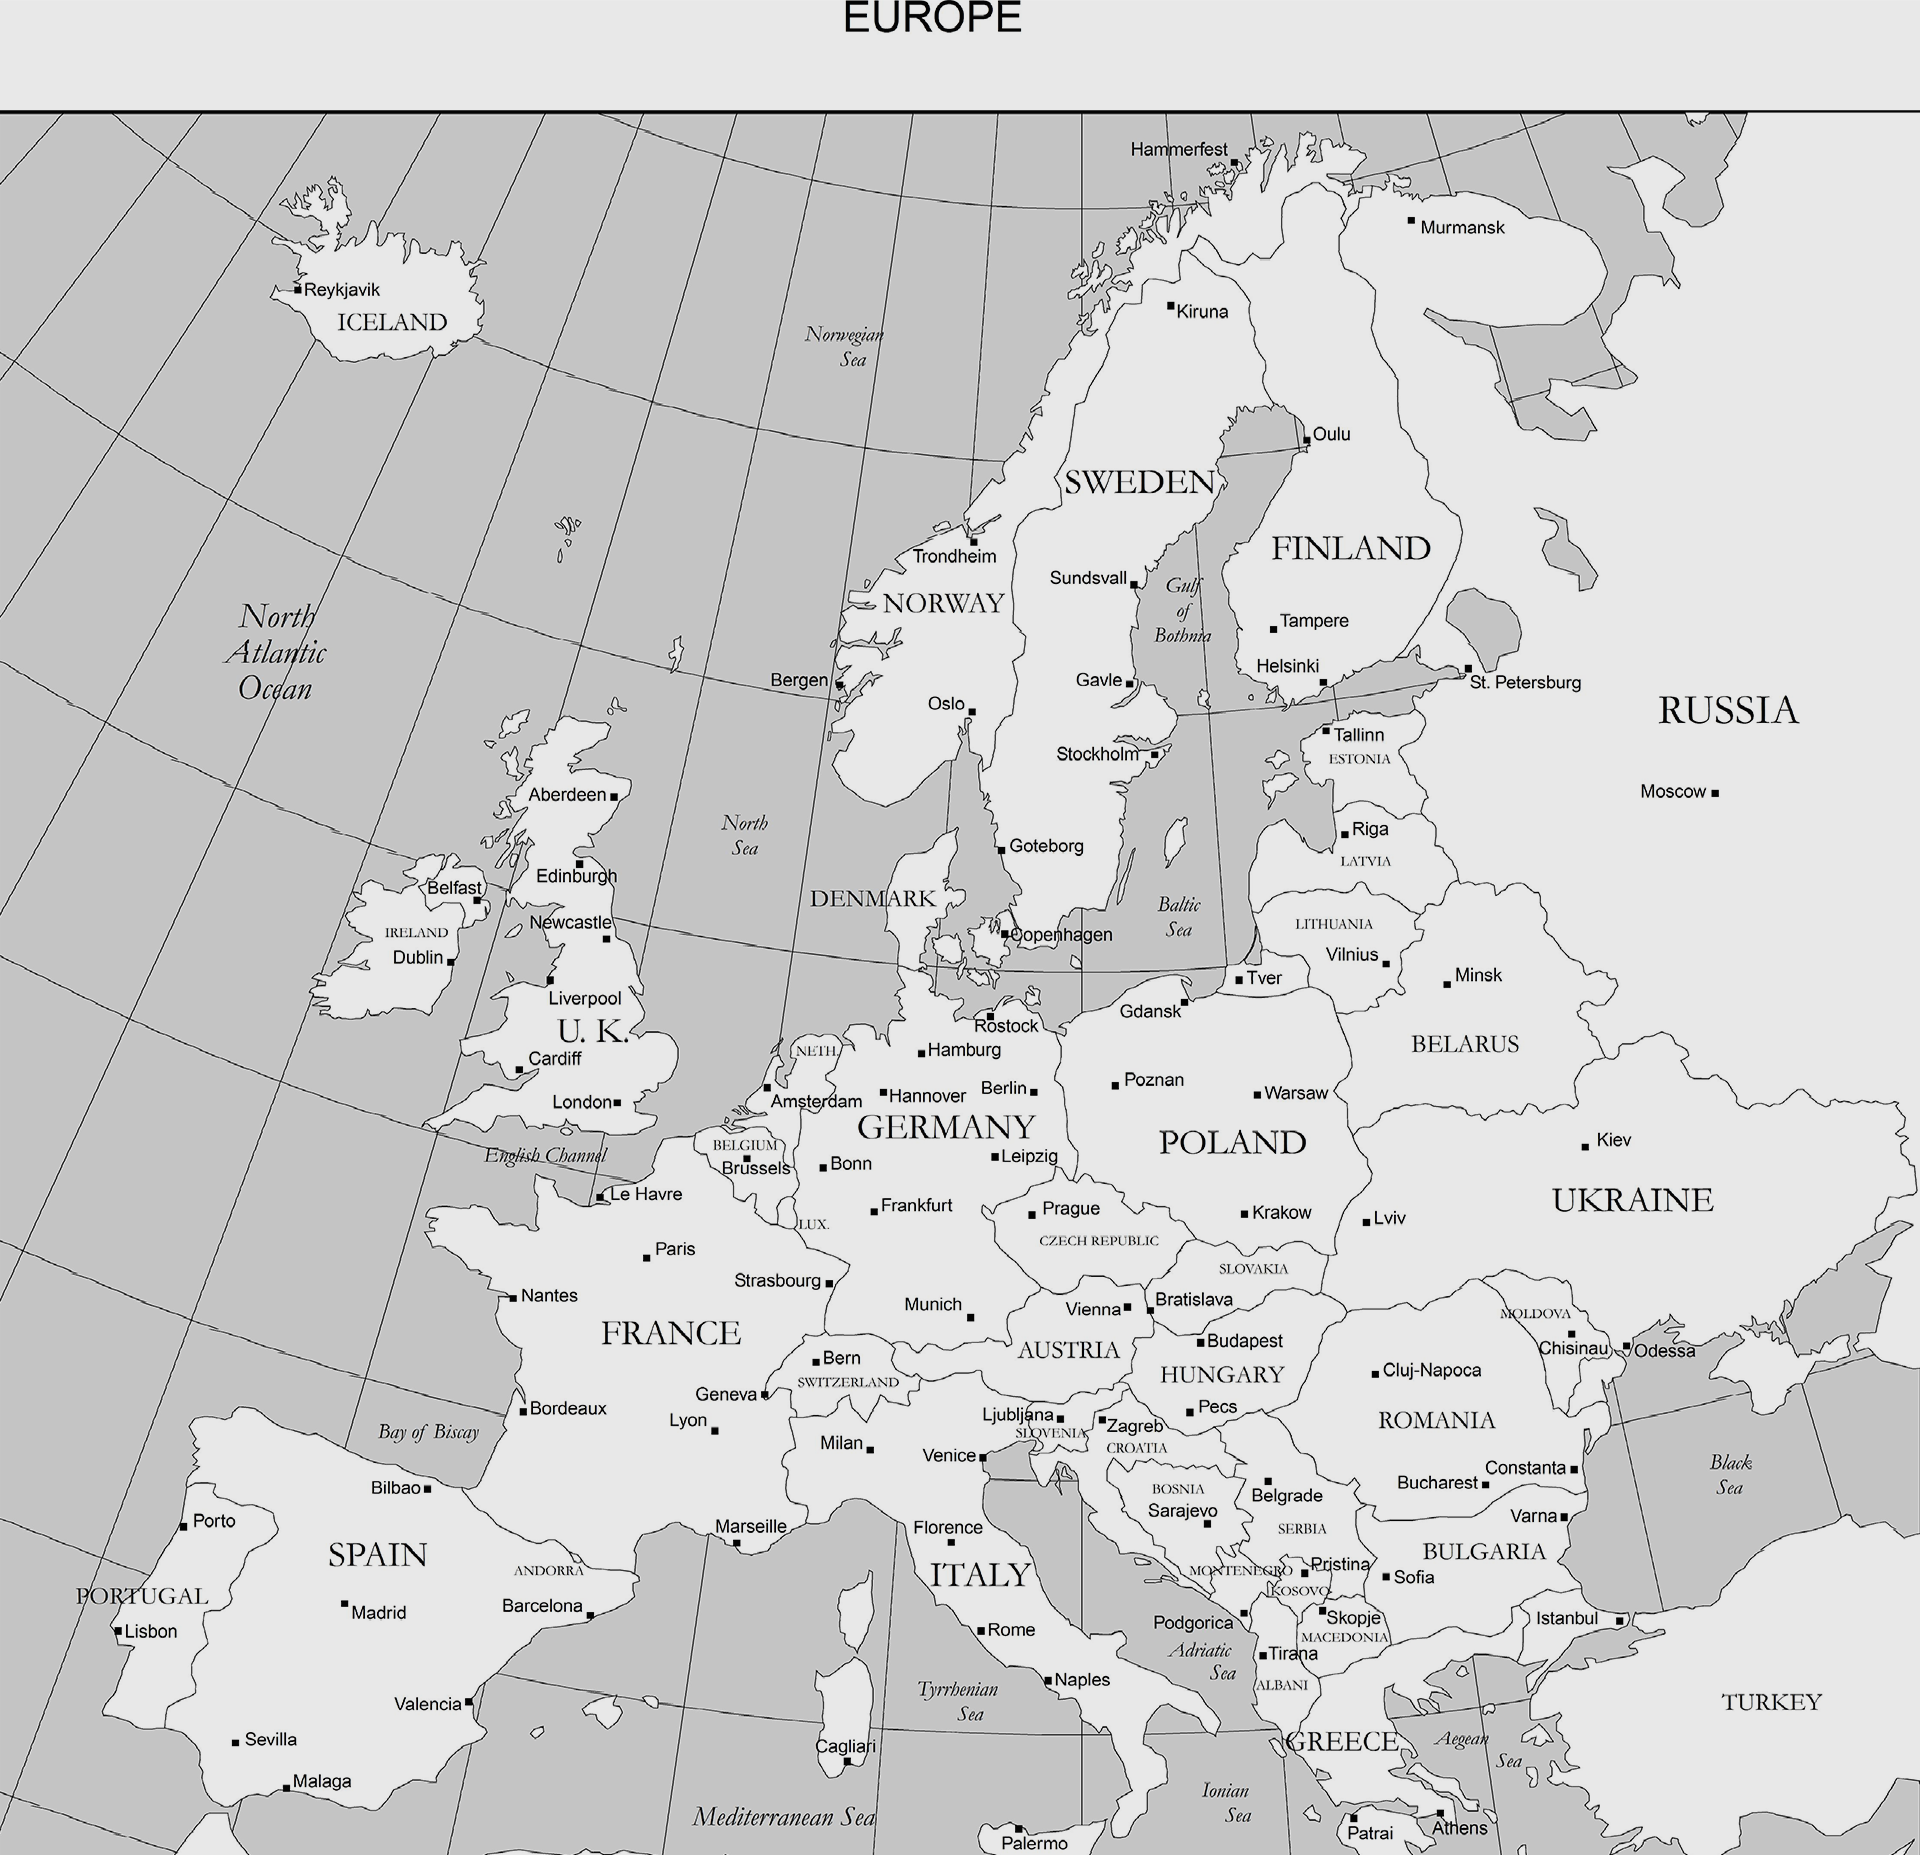 EUROPE
Hammerfest
Murmansk
Reykjavik
ICELAND
Kiruna
Norwegian
Sea
Oulu
SWEDEN
Trondheim
FINLAND
Sundsvall
Gulf
of
Bothnia
NORWAY
North
Atlantic
Ocean
Tampere
Helsinki
Bergen
Gavle
St. Petersburg
Oslo
RUSSIA
Tallinn
ESTONIA
Stockholm
Moscow
Aberdeen
North
Sea
Riga
LATVIA
Goteborg
Edinburgh
Belfast
DENMARK
Baltic
Sea
Newcastle
IRELAND
LITHUANIA
Copenhagen
Dublin
Vilnius
Tver
Minsk
Liverpool
Gdansk
Rostock
U. K.
NETH.
Hamburg
BELARUS
Cardiff
Poznan
Berlin
Hannover
Warsaw
London
Amsterdam
GERMANY
POLAND
Kiev
BELGIUM
Brussels
English Channel
Bonn
Leipzig
Le Havre
UKRAINE
Frankfurt
Prague
Krakow
Lviv
LUX.
CZECH REPUBLIC
Paris
SLOVAKIA
Strasbourg
Nantes
Munich
Vienna
Bratislava
MOLDOVA
FRANCE
Budapest
Chisinau
Odessa
AUSTRIA
Bern
HUNGARY
Cluj-Napoca
SWITZERLAND
Geneva
Bordeaux
Pecs
Lyon
Ljubljana
ROMANIA
Bay of Biscay
SLOVENIA
Zagreb
CROATIA
Milan
Venice
Black
Sea
Constanta
Bucharest
Bilbao
BOSNIA
Sarajevo
Belgrade
Varna
Porto
Marseille
Florence
SERBIA
SPAIN
BULGARIA
ANDORRA
ITALY
MONTENEGRO
Pristina
Sofia
KOSOVO
PORTUGAL
Barcelona
Madrid
Istanbul
Skopje
Podgorica
Lisbon
Rome
MACEDONIA
Adriatic
Sea
Tirana
Naples
ALBANI
Tyrrhenian
Sea
TURKEY
Valencia
Sevilla
GREECE
Aegean
Sea
Cagliari
Malaga
Ionian
Sea
Mediterranean Sea
Athens
Patrai
Palermo